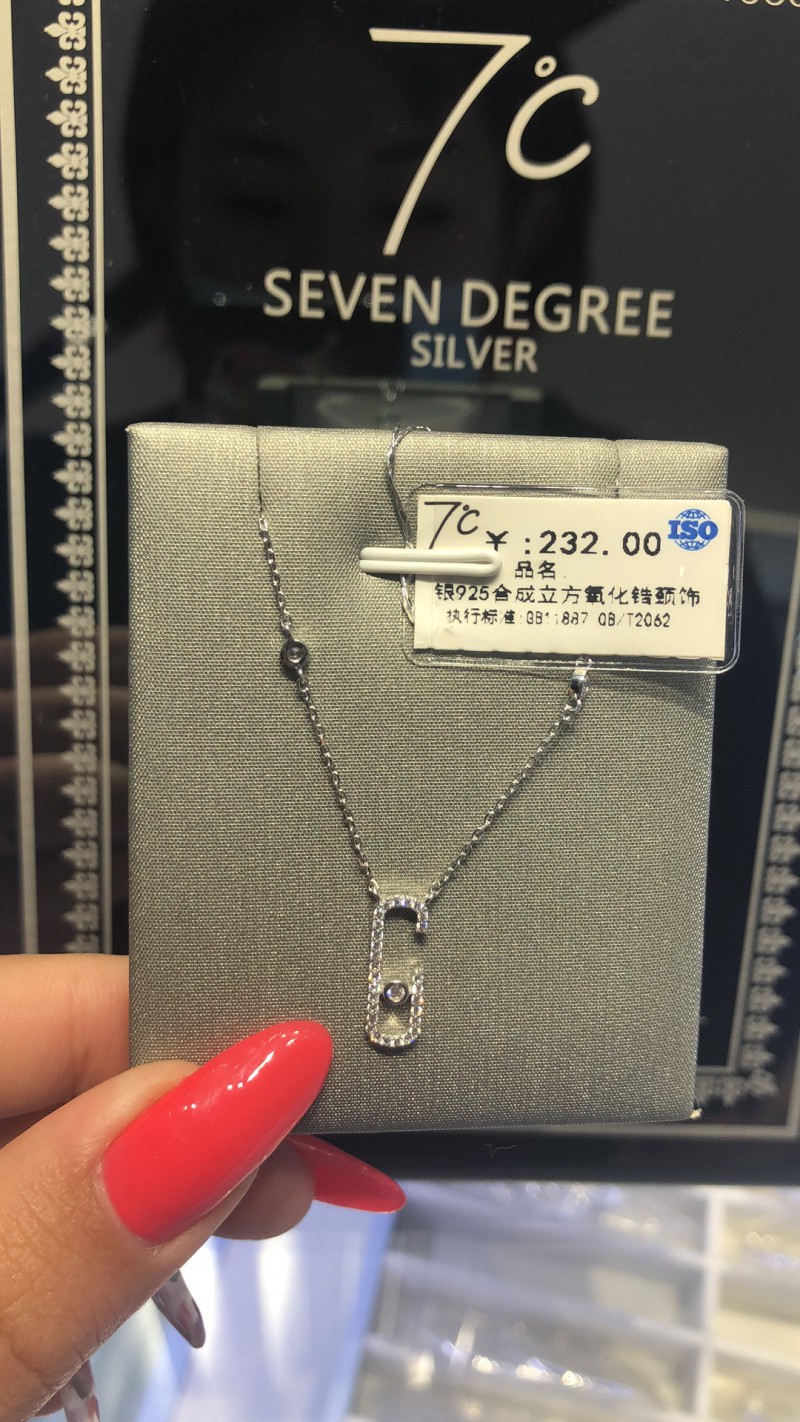 7°C
SEVEN DEGREE
SILVER
7°C ¥:232.00 ISO
品名
银925合成立方氧化锆颈饰
执行标准:GB11887 QB/T2062